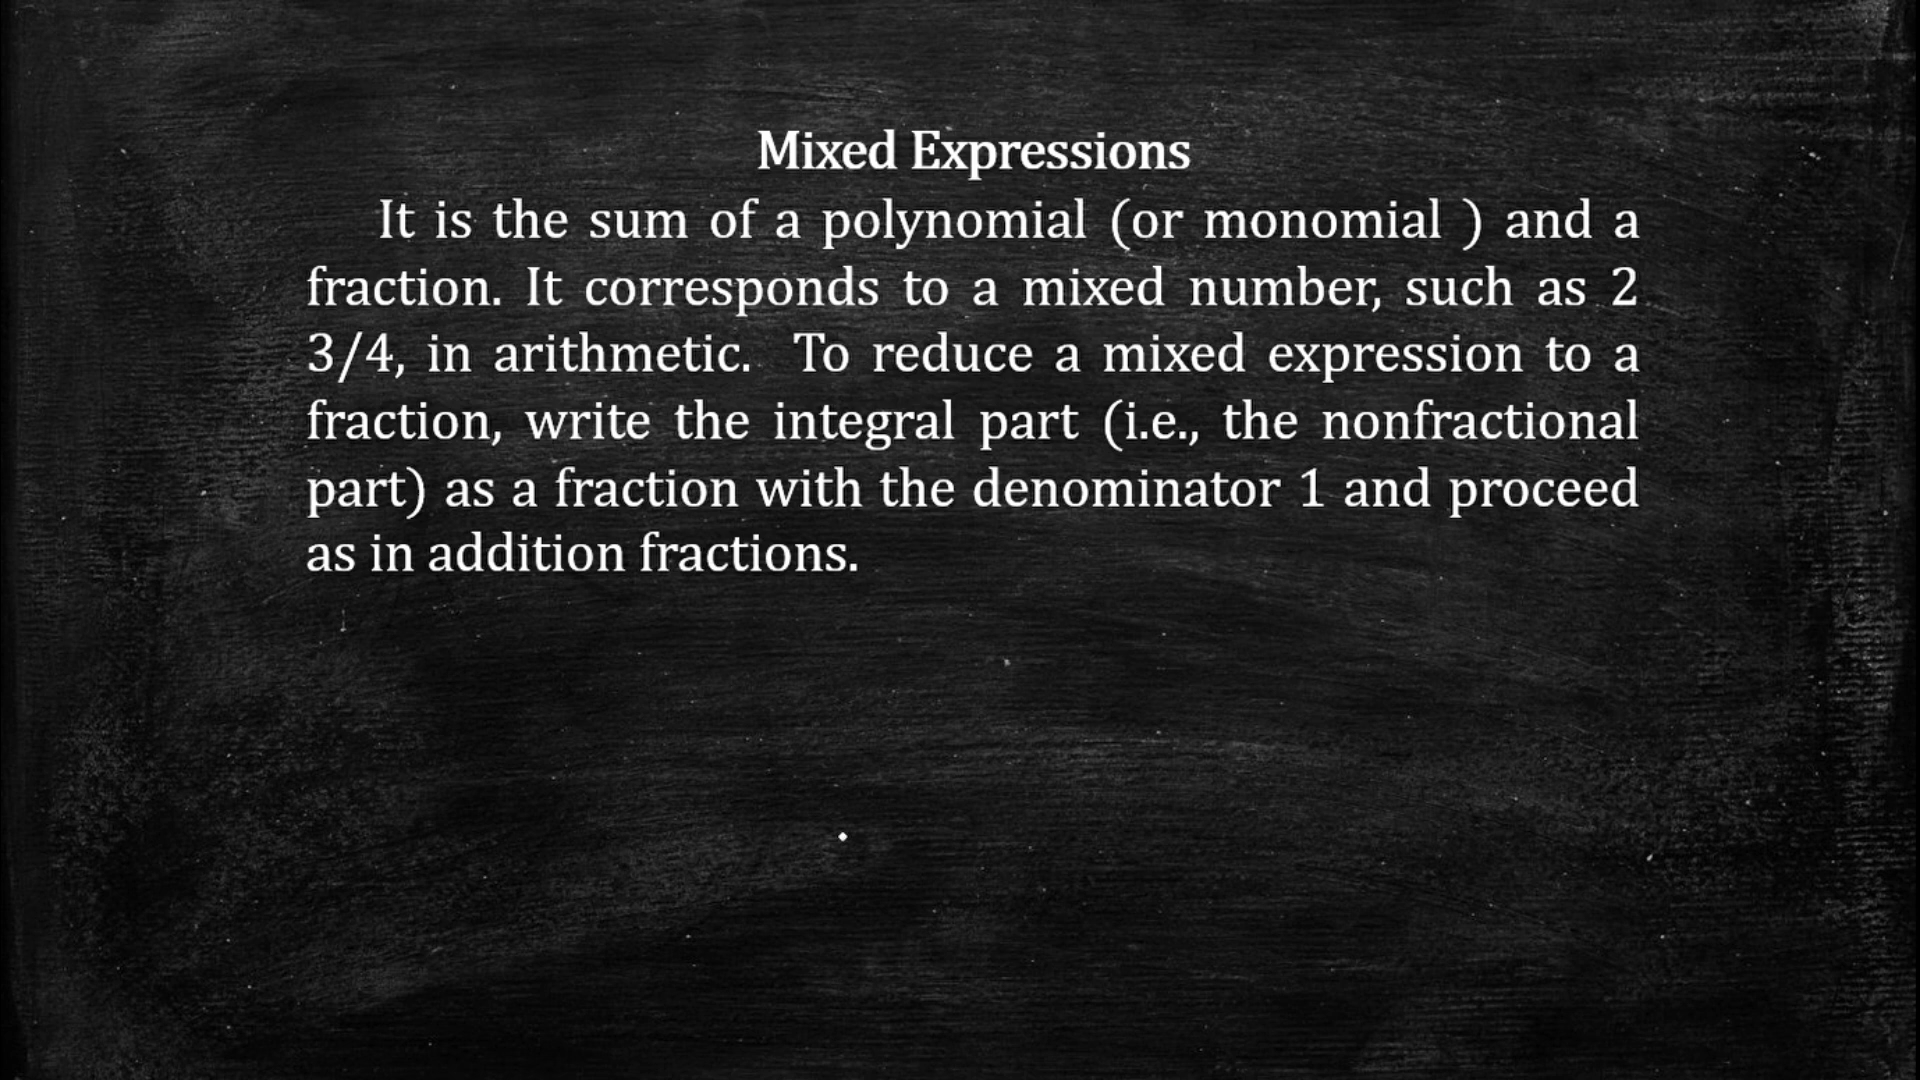 Mixed Expressions
It is the sum of a polynomial (or monomial ) and a
fraction. It corresponds to a mixed number, such as 2
3/4, in arithmetic.  To reduce a mixed expression to a
fraction, write the integral part (i.e., the nonfractional
part) as a fraction with the denominator 1 and proceed
as in addition fractions.